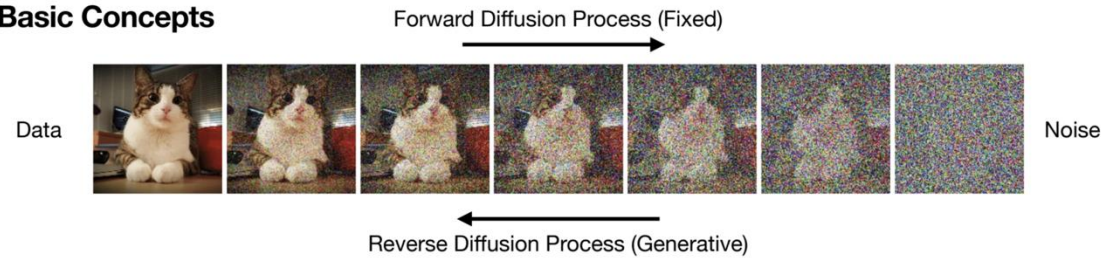 Basic Concepts
Forward Diffusion Process (Fixed)
Data
Noise
Reverse Diffusion Process (Generative)